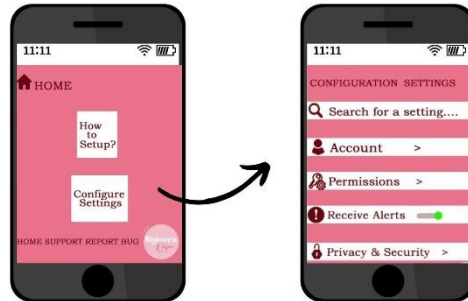 11:11
HOME
How
to
Setup?
Configure
Settings
HOME SUPPORT REPORT BUG
11:11
CONFIGURATION SETTINGS
Search for a setting....
Account >
Permissions >
Receive Alerts
Privacy & Security >